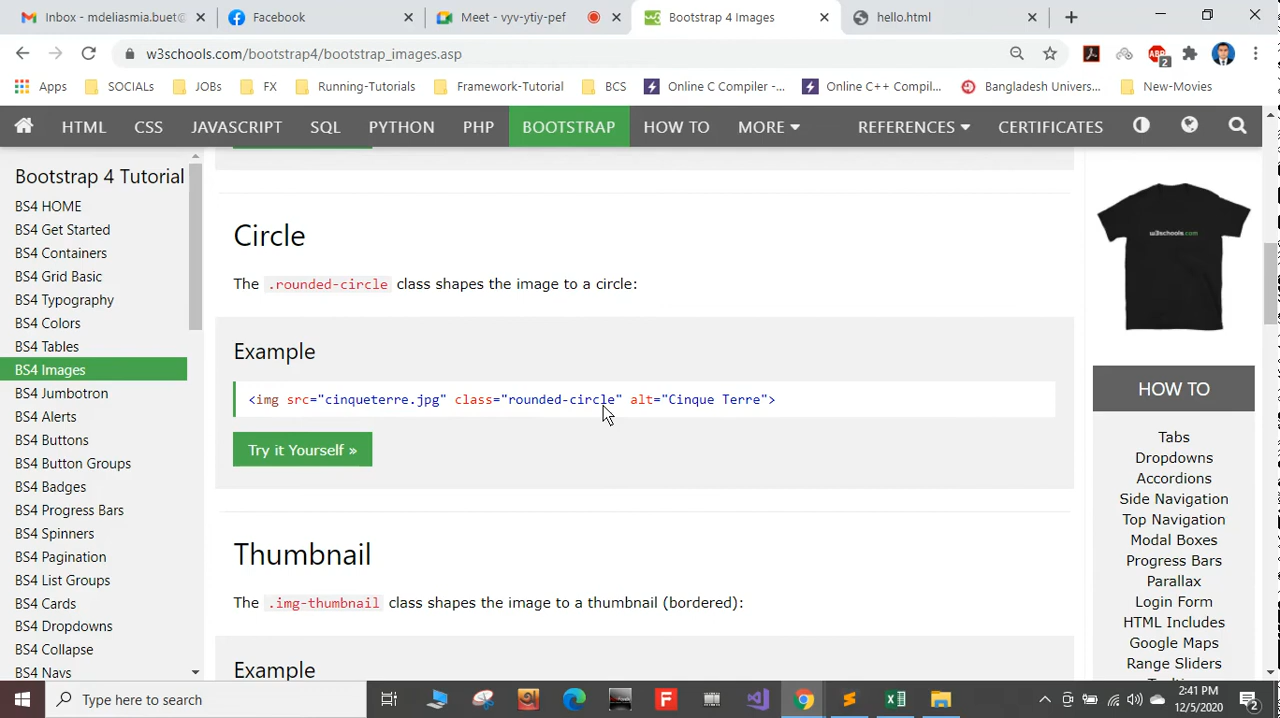 Inbox - mdeliasmia.buet@
Facebook
Meet - vyv-ytiy-pef
Bootstrap 4 Images
hello.html
w3schools.com/bootstrap4/bootstrap_images.asp
Apps
SOCIALs
JOBs
FX
Running-Tutorials
Framework-Tutorial
BCS
Online C Compiler -...
Online C++ Compil...
Bangladesh Univers...
New-Movies
HTML
CSS
JAVASCRIPT
SQL
PYTHON
PHP
BOOTSTRAP
HOW TO
MORE
REFERENCES
CERTIFICATES
Bootstrap 4 Tutorial
BS4 HOME
BS4 Get Started
BS4 Containers
BS4 Grid Basic
BS4 Typography
BS4 Colors
BS4 Tables
BS4 Images
BS4 Jumbotron
BS4 Alerts
BS4 Buttons
BS4 Button Groups
BS4 Badges
BS4 Progress Bars
BS4 Spinners
BS4 Pagination
BS4 List Groups
BS4 Cards
BS4 Dropdowns
BS4 Collapse
BS4 Navs
Circle
The .rounded-circle class shapes the image to a circle:
Example
<img src="cinqueterre.jpg" class="rounded-circle" alt="Cinque Terre">
Try it Yourself »
Thumbnail
The .img-thumbnail class shapes the image to a thumbnail (bordered):
Example
w3schools.com
HOW TO
Tabs
Dropdowns
Accordions
Side Navigation
Top Navigation
Modal Boxes
Progress Bars
Parallax
Login Form
HTML Includes
Google Maps
Range Sliders
Type here to search
2:41 PM
12/5/2020
2